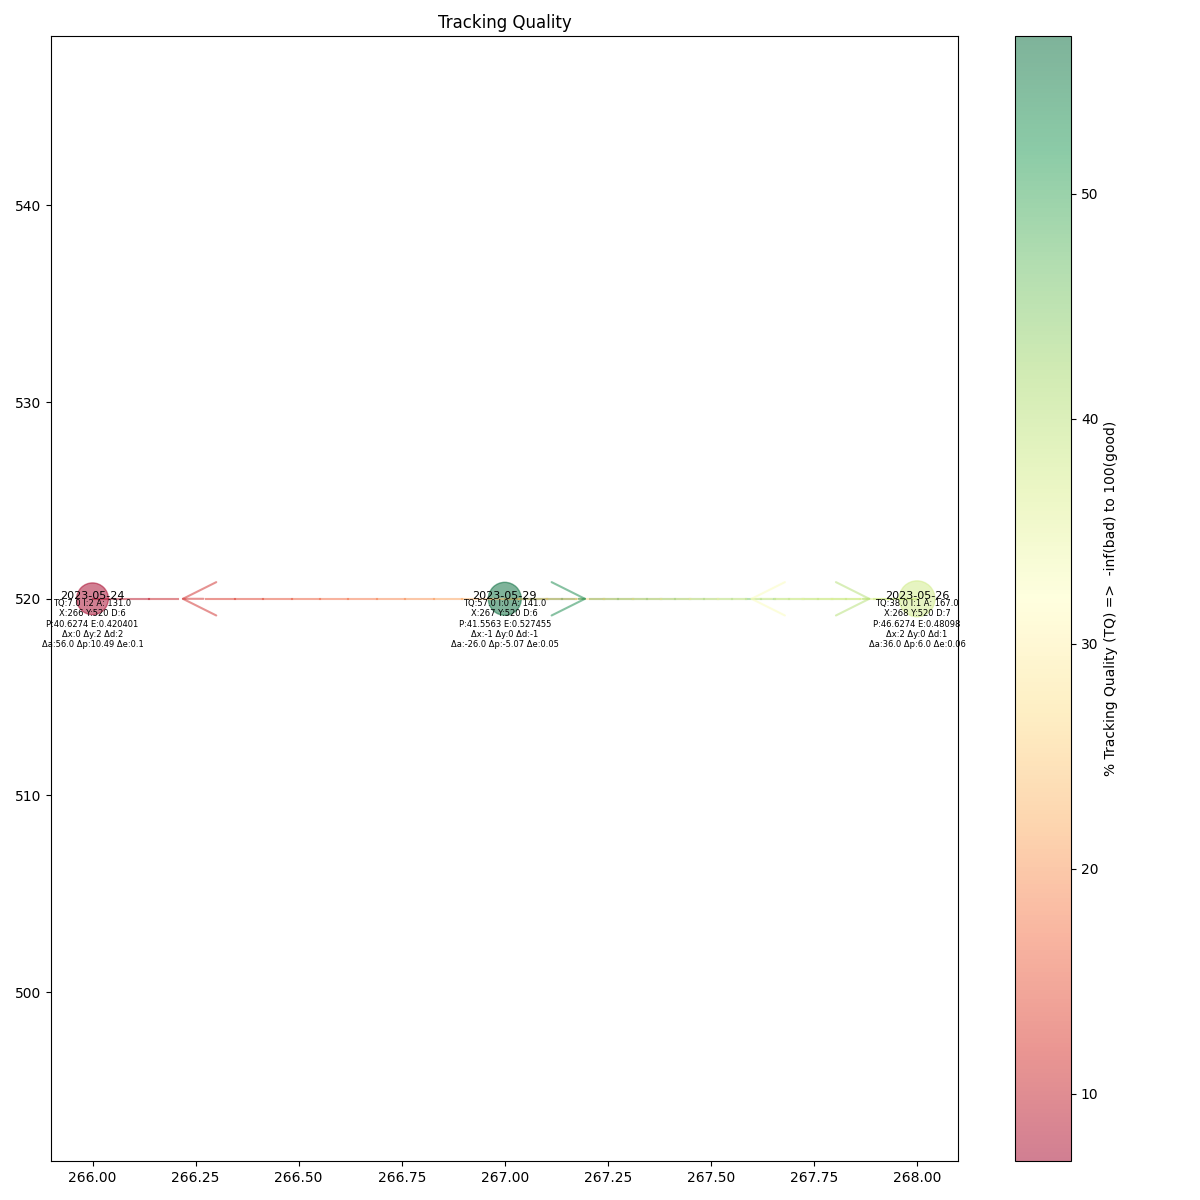 Tracking Quality
540
530
520
510
500
2023-05-24
TQ:7.0 I:2 A:131.0
X:266 Y:520 D:6
P:40.6274 E:0.420401
Δx:0 Δy:2 Δd:2
Δa:56.0 Δp:10.49 Δe:0.1
2023-05-29
TQ:57.0 I:0 A:141.0
X:267 Y:520 D:6
P:41.5563 E:0.527455
Δx:-1 Δy:0 Δd:-1
Δa:-26.0 Δp:-5.07 Δe:0.05
2023-05-26
TQ:38.0 I:1 A:167.0
X:268 Y:520 D:7
P:46.6274 E:0.48098
Δx:2 Δy:0 Δd:1
Δa:36.0 Δp:6.0 Δe:0.06
266.00 266.25 266.50 266.75 267.00 267.25 267.50 267.75 268.00
50
40
30
20
10
% Tracking Quality (TQ) => -inf(bad) to 100(good)